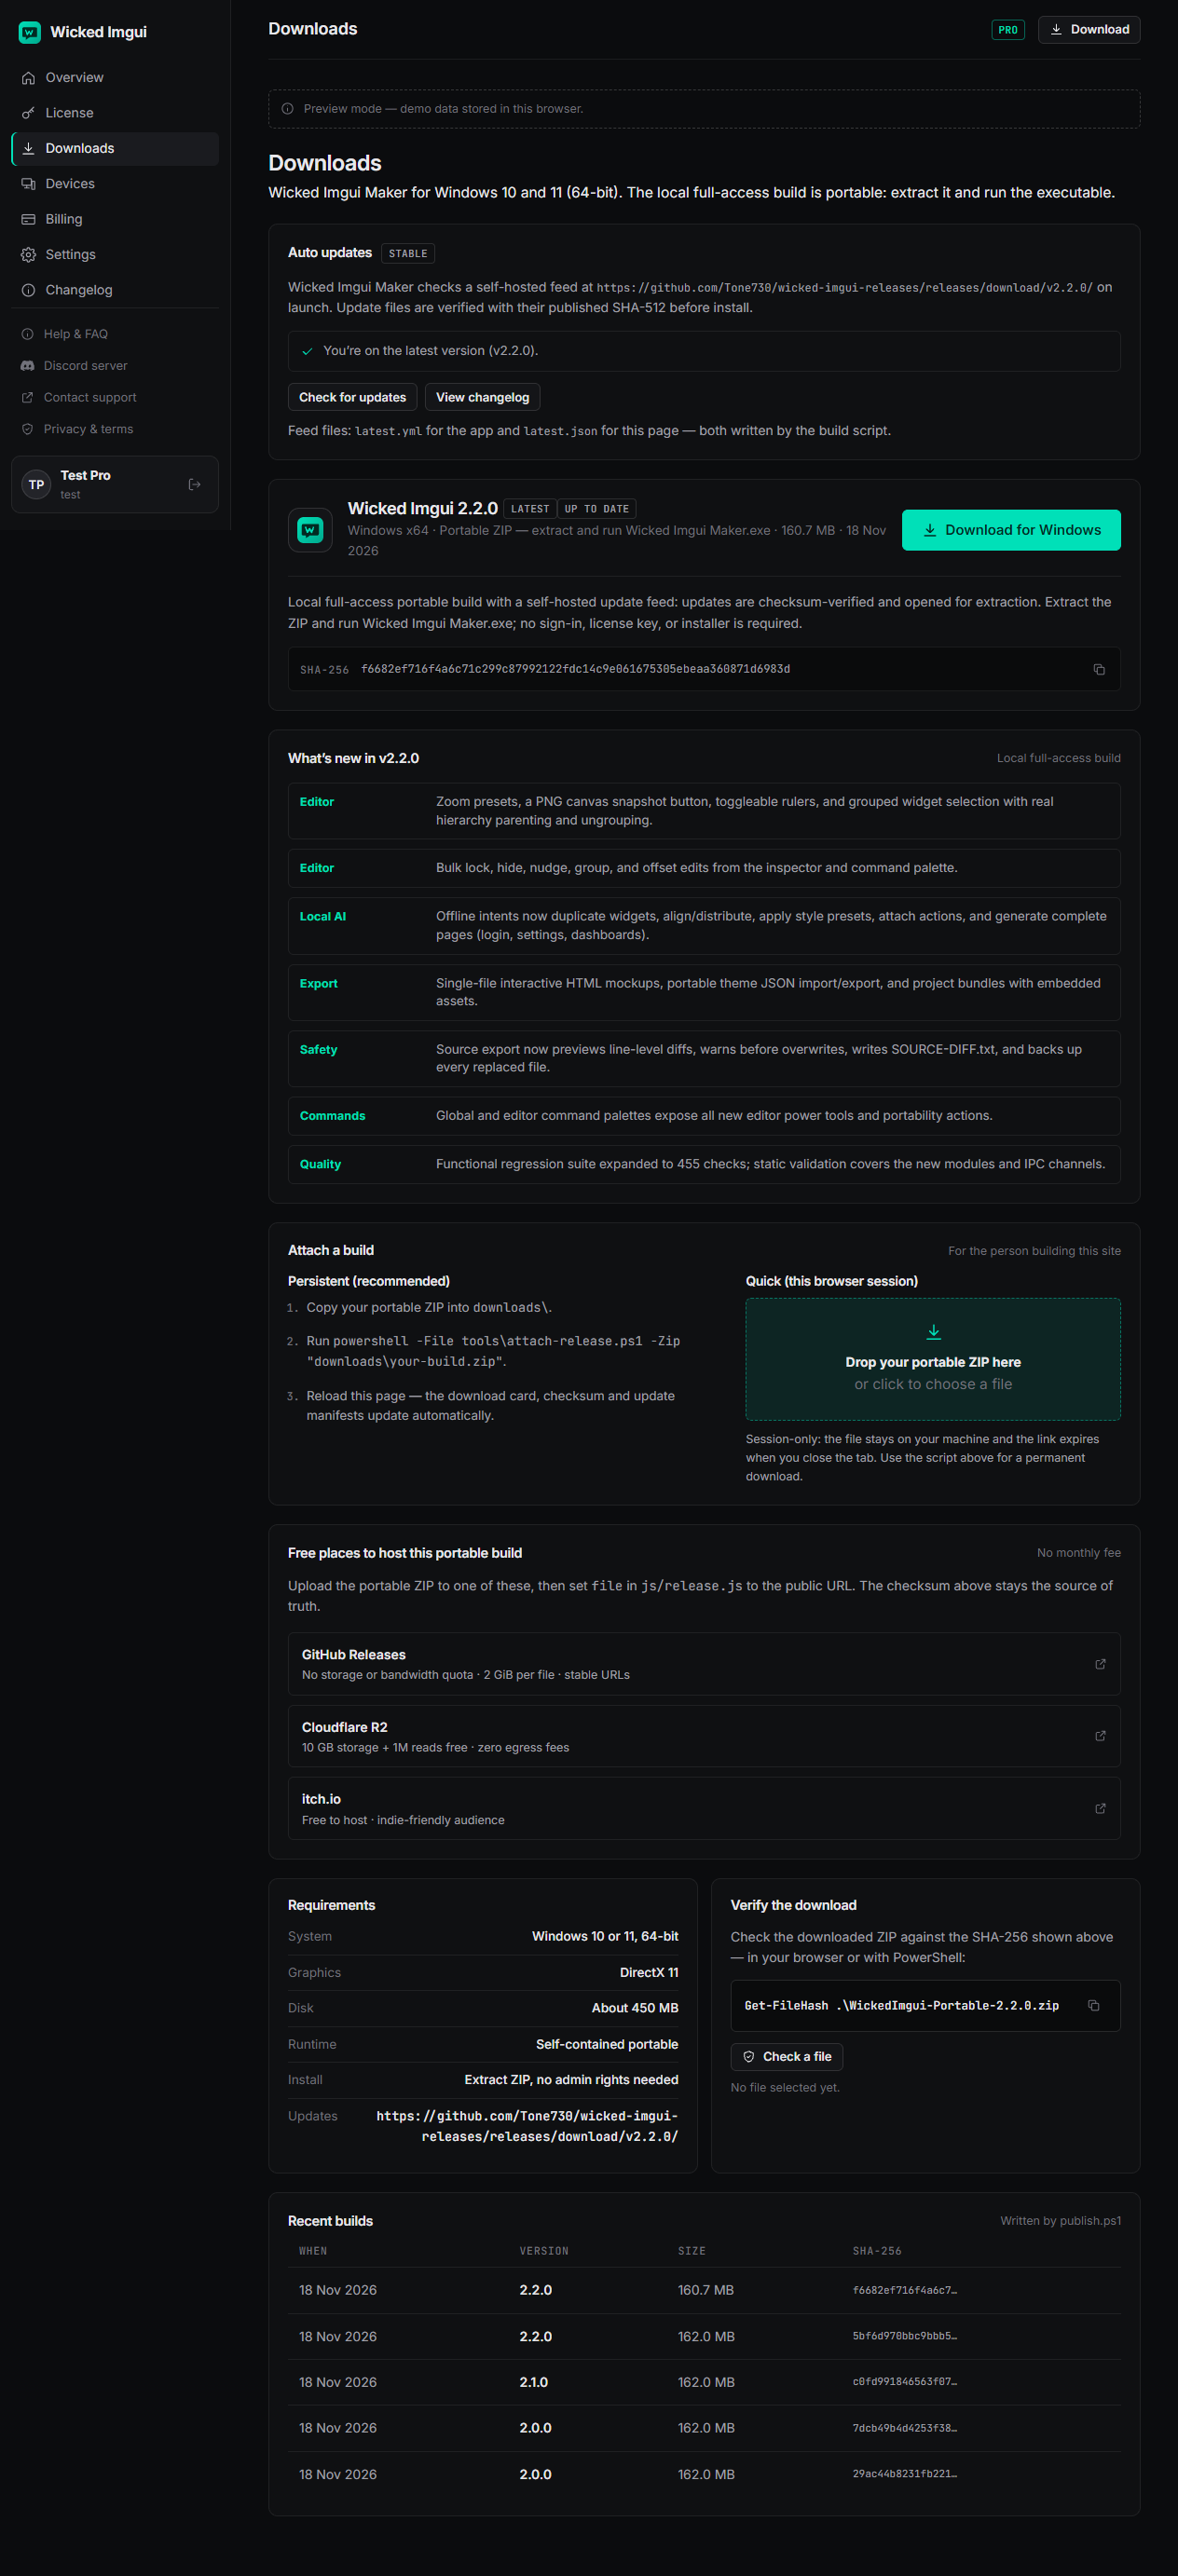 Wicked Imgui
Overview
License
Downloads
Devices
Billing
Settings
Changelog
Help & FAQ
Discord server
Contact support
Privacy & terms
TP
Test Pro
test
Downloads
PRO
Download
Preview mode — demo data stored in this browser.
Downloads
Wicked Imgui Maker for Windows 10 and 11 (64-bit). The local full-access build is portable: extract it and run the executable.
Auto updates STABLE
Wicked Imgui Maker checks a self-hosted feed at https://github.com/Tone730/wicked-imgui-releases/releases/download/v2.2.0/ on
launch. Update files are verified with their published SHA-512 before install.
You're on the latest version (v2.2.0).
Check for updates View changelog
Feed files: latest.yml for the app and latest.json for this page — both written by the build script.
Wicked Imgui 2.2.0 LATEST UP TO DATE
Windows x64 · Portable ZIP — extract and run Wicked Imgui Maker.exe · 160.7 MB · 18 Nov
2026
Download for Windows
Local full-access portable build with a self-hosted update feed: updates are checksum-verified and opened for extraction. Extract the
ZIP and run Wicked Imgui Maker.exe; no sign-in, license key, or installer is required.
SHA-256 f6682ef716f4a6c71c299c87992122fdc14c9e061675305ebeaa360871d6983d
What's new in v2.2.0 Local full-access build
Editor Zoom presets, a PNG canvas snapshot button, toggleable rulers, and grouped widget selection with real
hierarchy parenting and ungrouping.
Editor Bulk lock, hide, nudge, group, and offset edits from the inspector and command palette.
Local AI Offline intents now duplicate widgets, align/distribute, apply style presets, attach actions, and generate complete
pages (login, settings, dashboards).
Export Single-file interactive HTML mockups, portable theme JSON import/export, and project bundles with embedded
assets.
Safety Source export now previews line-level diffs, warns before overwrites, writes SOURCE-DIFF.txt, and backs up
every replaced file.
Commands Global and editor command palettes expose all new editor power tools and portability actions.
Quality Functional regression suite expanded to 455 checks; static validation covers the new modules and IPC channels.
Attach a build For the person building this site
Persistent (recommended)
1. Copy your portable ZIP into downloads\.
2. Run powershell -File tools\attach-release.ps1 -Zip
"downloads\your-build.zip".
3. Reload this page — the download card, checksum and update
manifests update automatically.
Quick (this browser session)
Drop your portable ZIP here
or click to choose a file
Session-only: the file stays on your machine and the link expires
when you close the tab. Use the script above for a permanent
download.
Free places to host this portable build No monthly fee
Upload the portable ZIP to one of these, then set file in js/release.js to the public URL. The checksum above stays the source of
truth.
GitHub Releases
No storage or bandwidth quota · 2 GiB per file · stable URLs
Cloudflare R2
10 GB storage + 1M reads free · zero egress fees
itch.io
Free to host · indie-friendly audience
Requirements
System Windows 10 or 11, 64-bit
Graphics DirectX 11
Disk About 450 MB
Runtime Self-contained portable
Install Extract ZIP, no admin rights needed
Updates https://github.com/Tone730/wicked-imgui-
releases/releases/download/v2.2.0/
Verify the download
Check the downloaded ZIP against the SHA-256 shown above
— in your browser or with PowerShell:
Get-FileHash .\WickedImgui-Portable-2.2.0.zip
Check a file
No file selected yet.
Recent builds Written by publish.ps1
WHEN VERSION SIZE SHA-256
18 Nov 2026 2.2.0 160.7 MB f6682ef716f4a6c7…
18 Nov 2026 2.2.0 162.0 MB 5bf6d970bbc9bbb5…
18 Nov 2026 2.1.0 162.0 MB c0fd991846563f07…
18 Nov 2026 2.0.0 162.0 MB 7dcb49b4d4253f38…
18 Nov 2026 2.0.0 162.0 MB 29ac44b8231fb221…